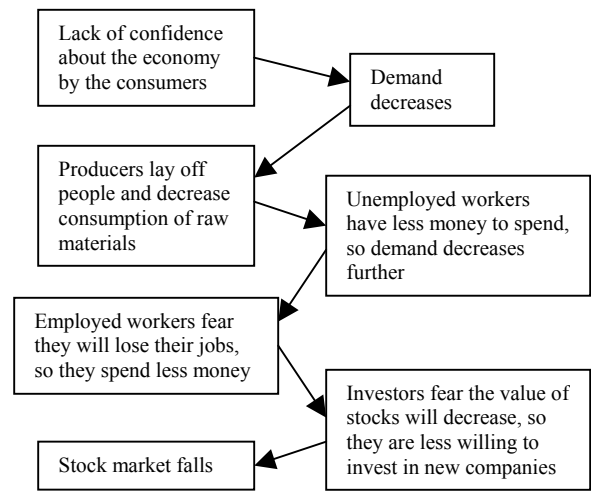 Lack of confidence
about the economy
by the consumers
Demand
decreases
Producers lay off
people and decrease
consumption of raw
materials
Unemployed workers
have less money to spend,
so demand decreases
further
Employed workers fear
they will lose their jobs,
so they spend less money
Investors fear the value of
stocks will decrease, so
they are less willing to
invest in new companies
Stock market falls